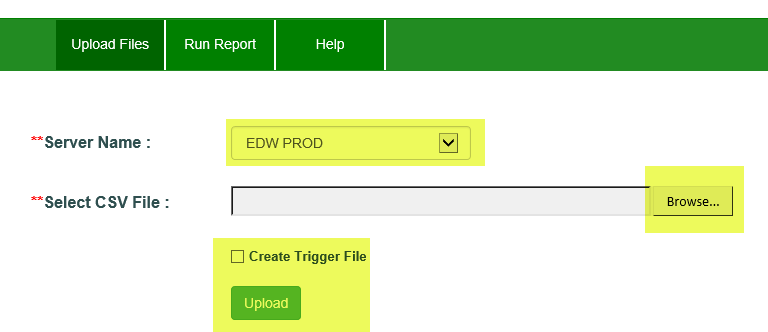 Upload Files Run Report Help
**Server Name : EDW PROD
**Select CSV File : Browse...
Create Trigger File
Upload